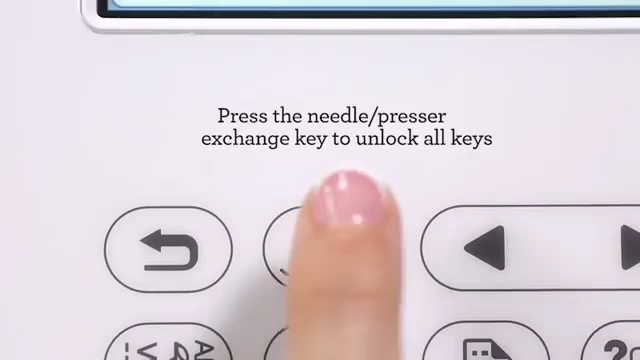 Press the needle/presser
exchange key to unlock all keys